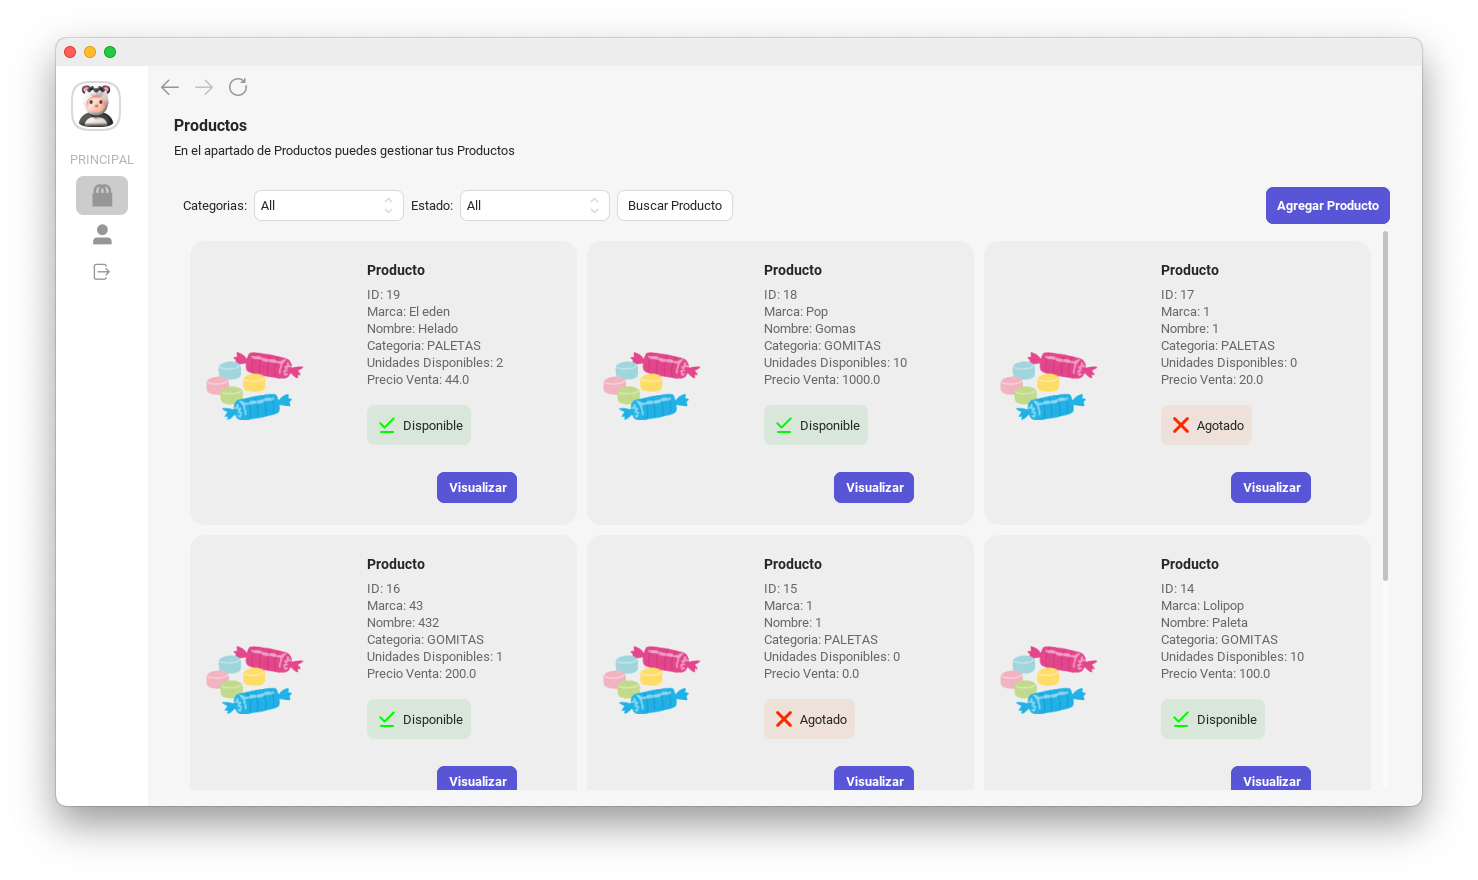 PRINCIPAL
Productos
En el apartado de Productos puedes gestionar tus Productos
Categorias: All Estado: All Buscar Producto Agregar Producto
Producto
ID: 19
Marca: El eden
Nombre: Helado
Categoria: PALETAS
Unidades Disponibles: 2
Precio Venta: 44.0
Disponible
Visualizar
Producto
ID: 18
Marca: Pop
Nombre: Gomas
Categoria: GOMITAS
Unidades Disponibles: 10
Precio Venta: 1000.0
Disponible
Visualizar
Producto
ID: 17
Marca: 1
Nombre: 1
Categoria: PALETAS
Unidades Disponibles: 0
Precio Venta: 20.0
Agotado
Visualizar
Producto
ID: 16
Marca: 43
Nombre: 432
Categoria: GOMITAS
Unidades Disponibles: 1
Precio Venta: 200.0
Disponible
Visualizar
Producto
ID: 15
Marca: 1
Nombre: 1
Categoria: PALETAS
Unidades Disponibles: 0
Precio Venta: 0.0
Agotado
Visualizar
Producto
ID: 14
Marca: Lolipop
Nombre: Paleta
Categoria: GOMITAS
Unidades Disponibles: 10
Precio Venta: 100.0
Disponible
Visualizar